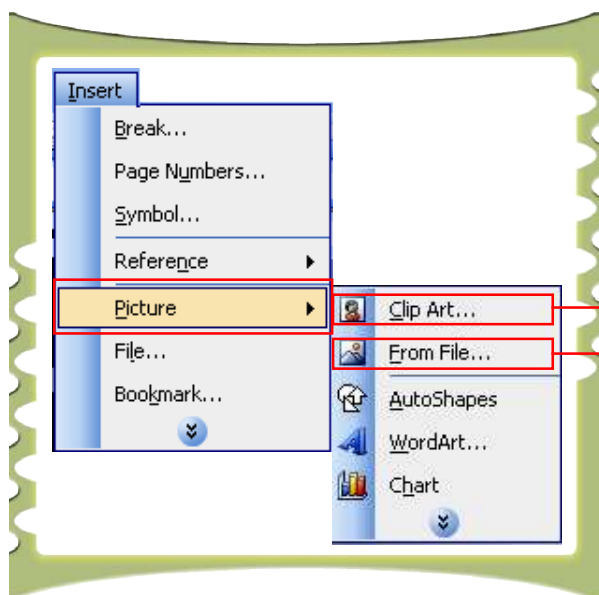 Insert
Break...
Page Numbers...
Symbol...
Reference
Picture
File...
Bookmark...
Clip Art...
From File...
AutoShapes
WordArt...
Chart